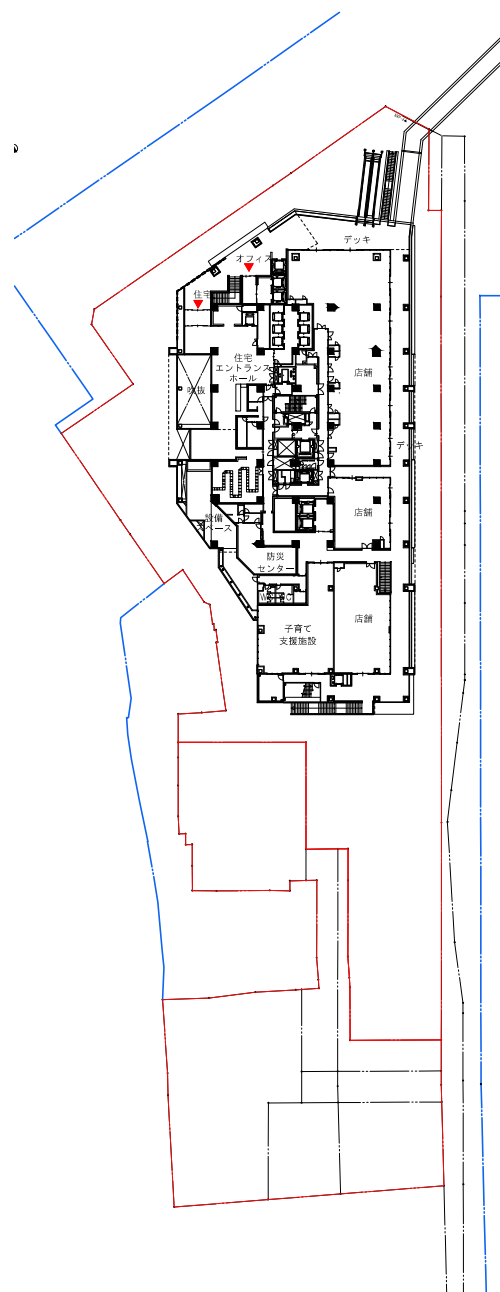 デッキ
オフィス
住宅
住宅
エントランス
ホール
店舗
吹抜
デッキ
店舗
設備
スペース
防災
センター
WC
子育て
支援施設
店舗